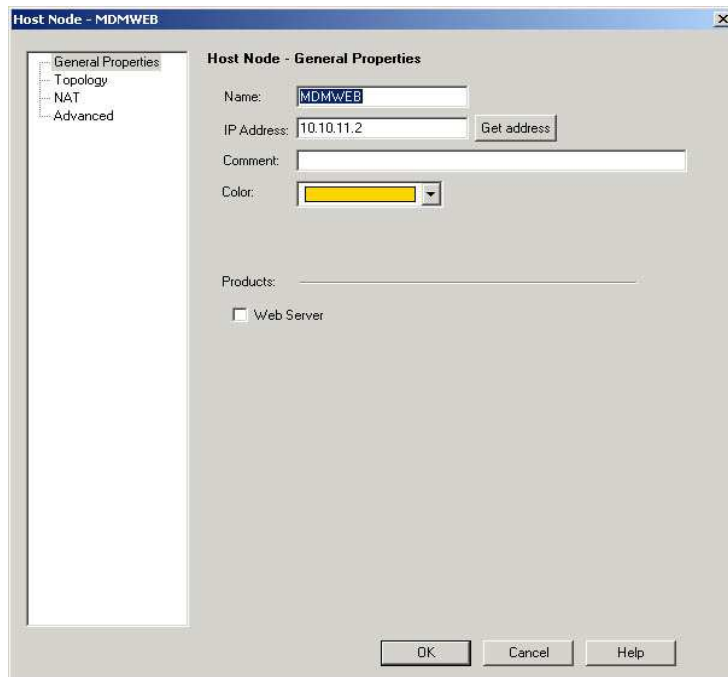 Host Node - MDMWEB
General Properties
Topology
NAT
Advanced
Host Node - General Properties
Name: MDMWEB
IP Address: 10.10.11.2 Get address
Comment:
Color:
Products:
Web Server
OK Cancel Help